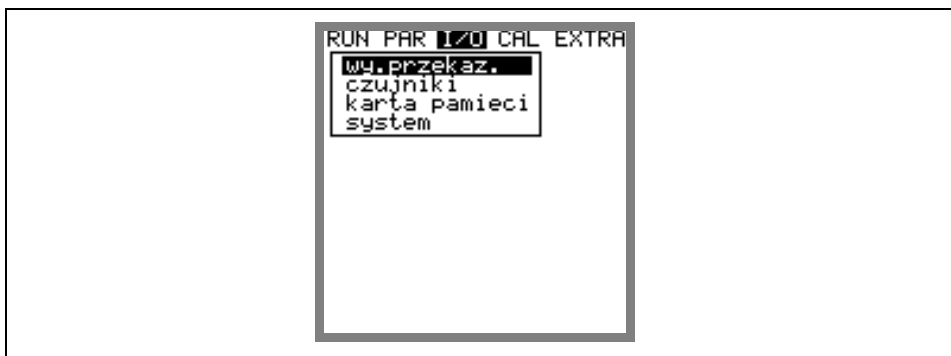 RUN PAR I/O CAL EXTRA
wy.przekaz.
czujniki
karta pamieci
system